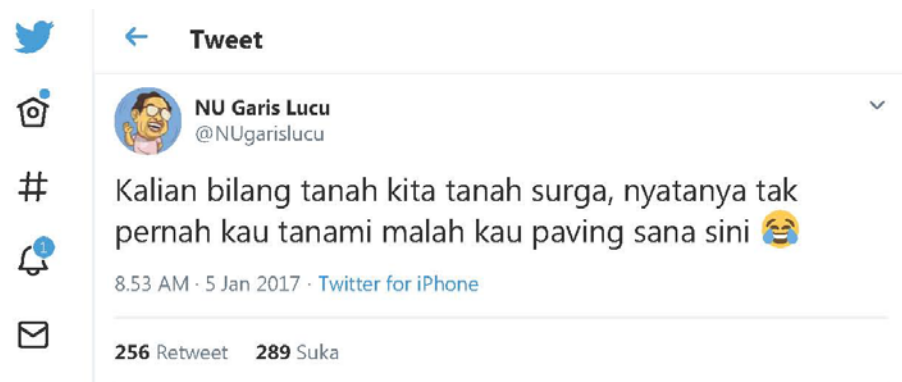 Tweet
NU Garis Lucu
@NUgarislucu
Kalian bilang tanah kita tanah surga, nyatanya tak
pernah kau tanami malah kau paving sana sini 😂
8.53 AM · 5 Jan 2017 · Twitter for iPhone
256 Retweet 289 Suka
1